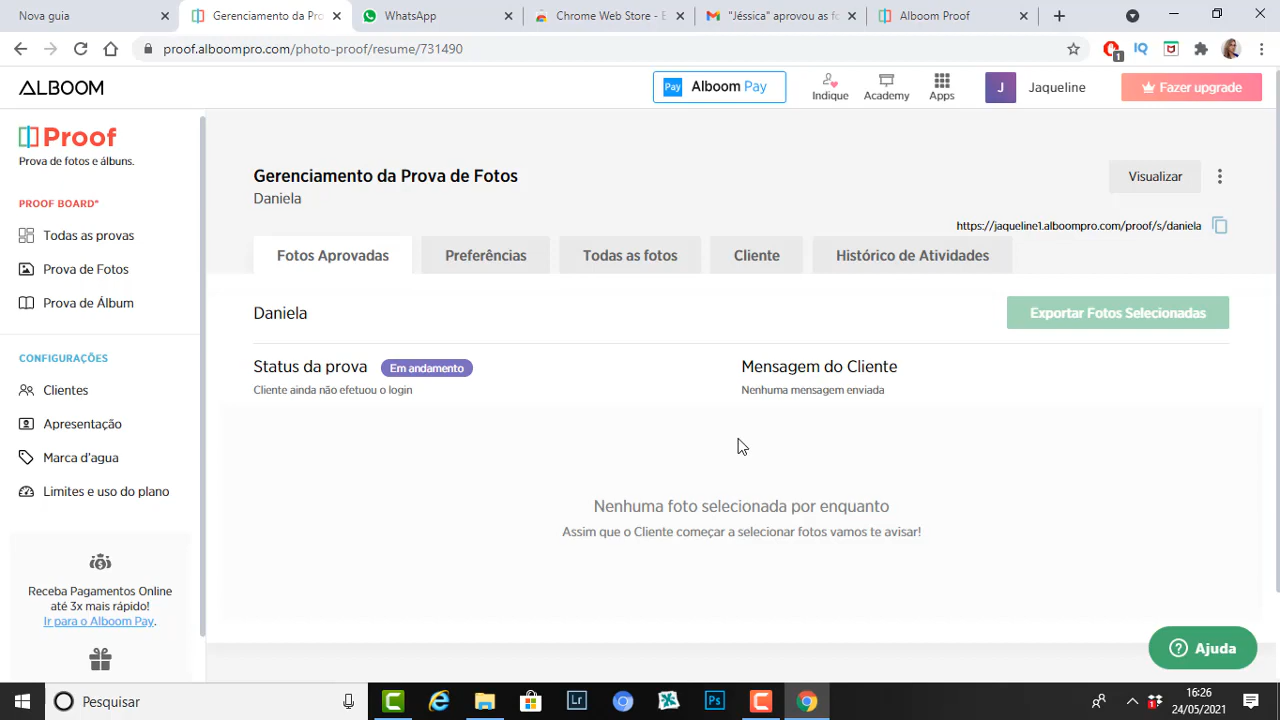 Nova guia
Gerenciamento da Pro
WhatsApp
Chrome Web Store - E
"Jéssica" aprovou as fo
Alboom Proof
proof.alboompro.com/photo-proof/resume/731490
1
IQ
ALBOOM
Pay
Alboom Pay
Indique
Academy
Apps
J
Jaqueline
Fazer upgrade
Proof
Prova de fotos e álbuns.
PROOF BOARD*
Todas as provas
Prova de Fotos
Prova de Álbum
CONFIGURAÇÕES
Clientes
Apresentação
Marca d'agua
Limites e uso do plano
Receba Pagamentos Online
até 3x mais rápido!
Ir para o Alboom Pay.
Gerenciamento da Prova de Fotos
Daniela
Visualizar
https://jaqueline1.alboompro.com/proof/s/daniela
Fotos Aprovadas
Preferências
Todas as fotos
Cliente
Histórico de Atividades
Daniela
Exportar Fotos Selecionadas
Status da prova
Em andamento
Mensagem do Cliente
Cliente ainda não efetuou o login
Nenhuma mensagem enviada
Nenhuma foto selecionada por enquanto
Assim que o Cliente começar a selecionar fotos vamos te avisar!
Ajuda
Pesquisar
Lr
Ps
16:26
24/05/2021